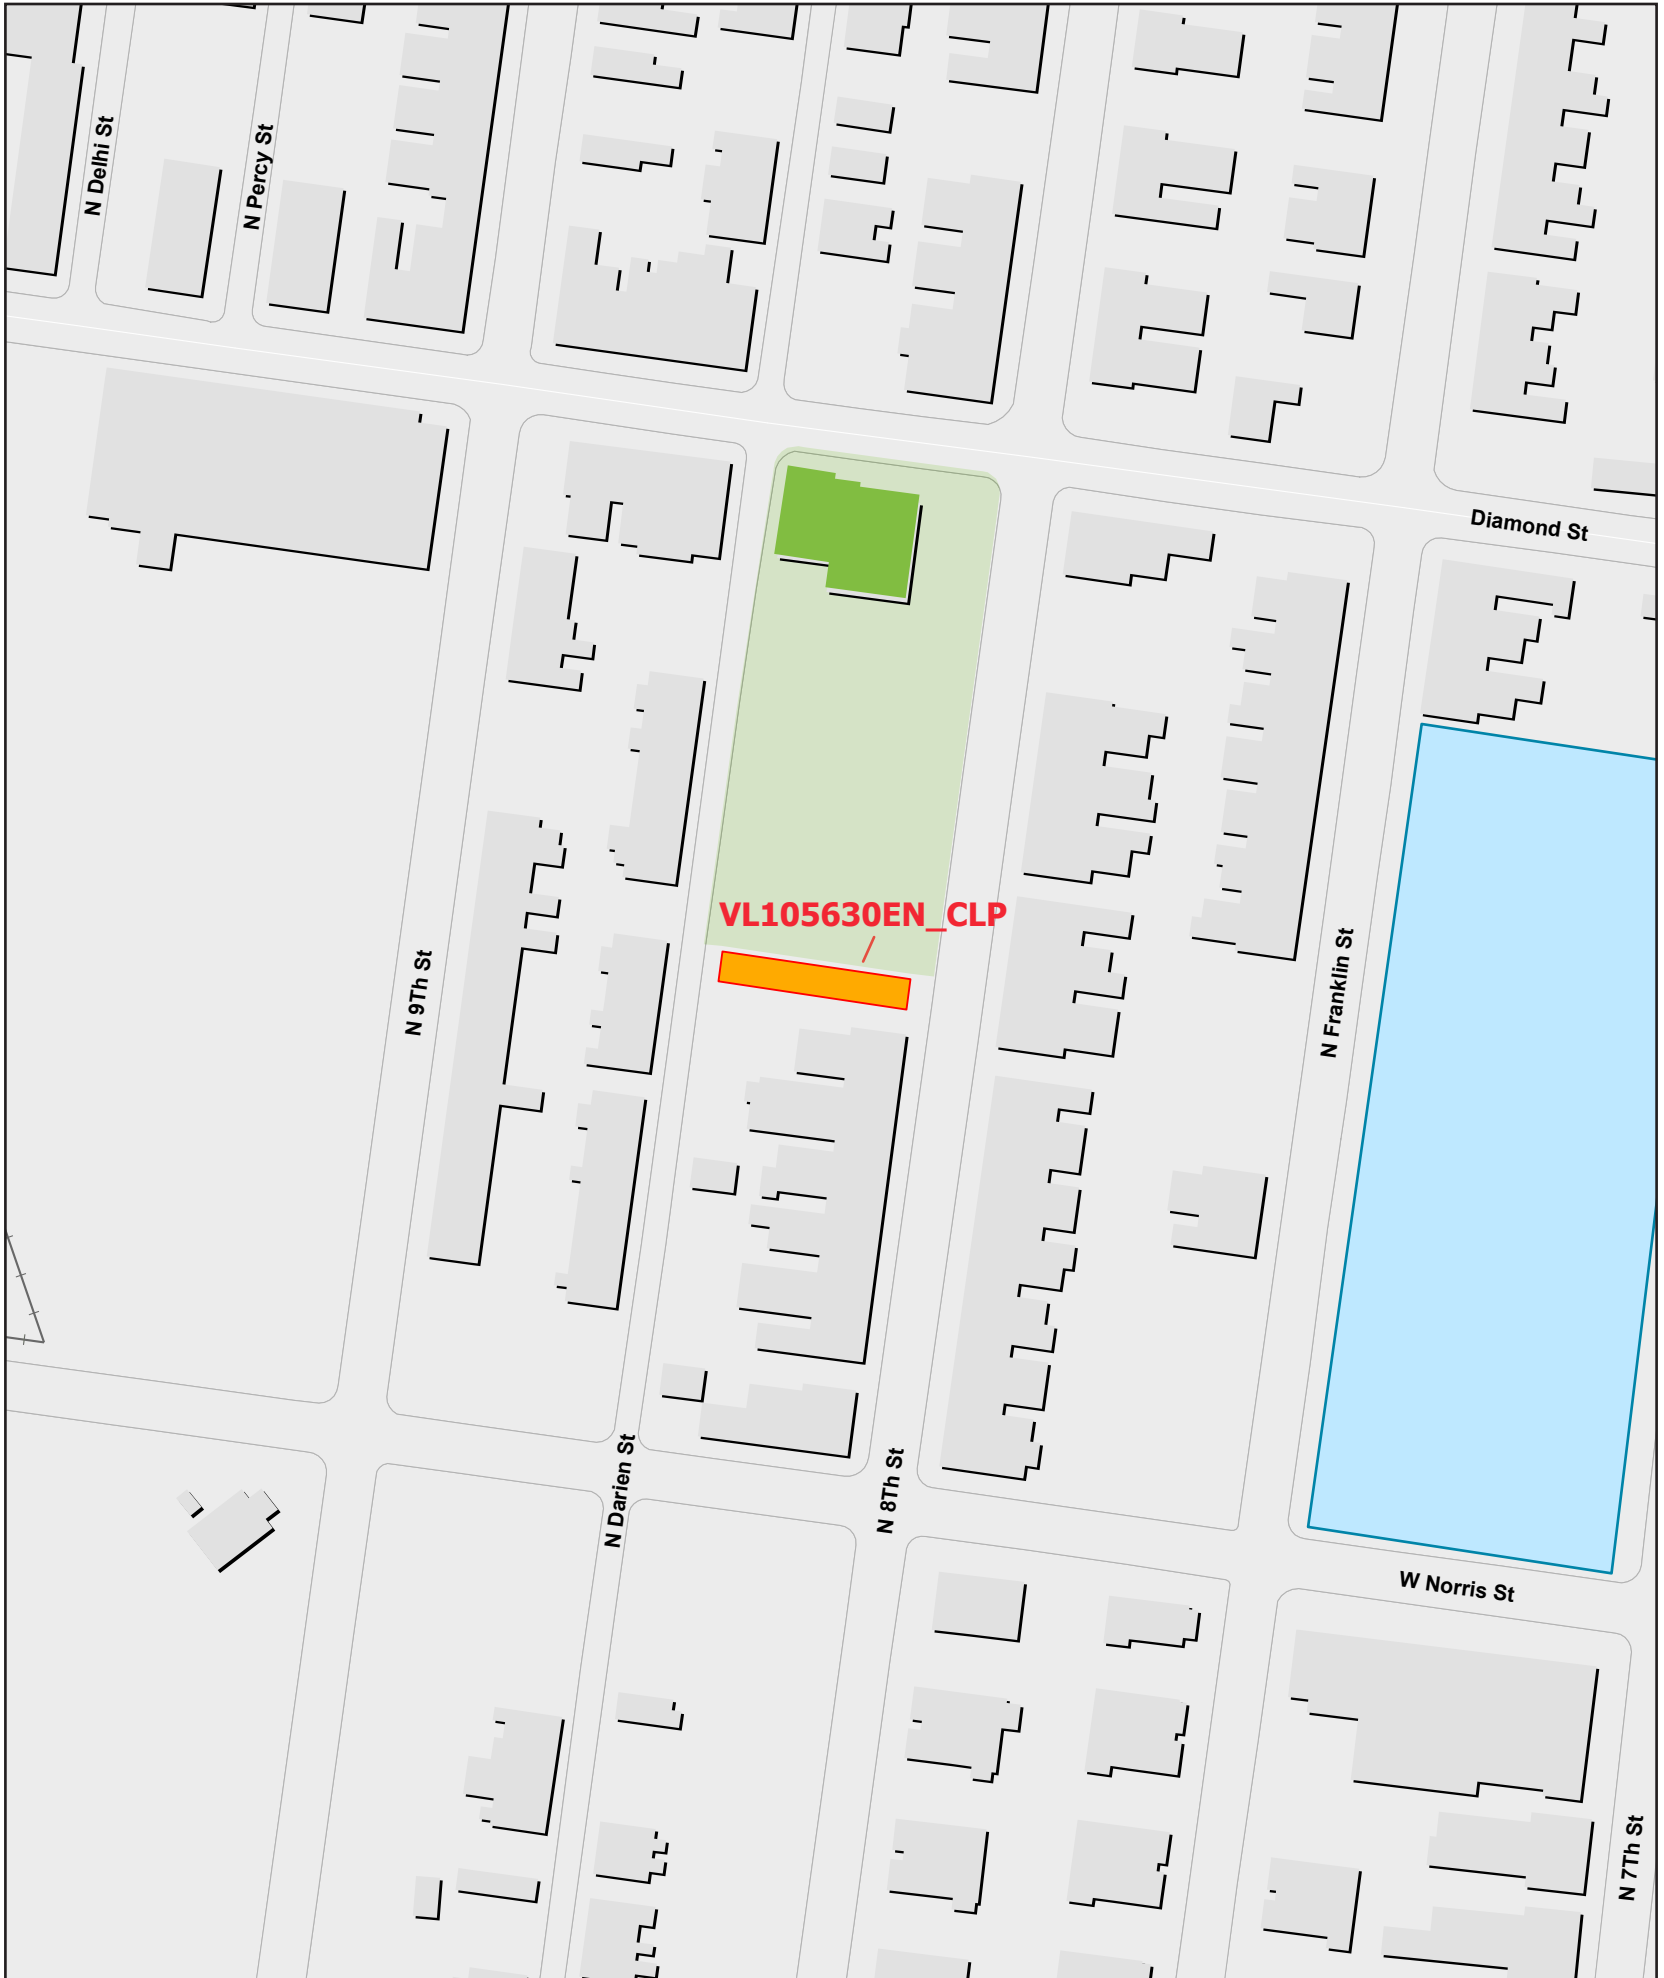 N Delhi St
N Percy St
Diamond St
VL105630EN_CLP
N 9Th St
N Franklin St
N Darien St
N 8Th St
W Norris St
N 7Th St